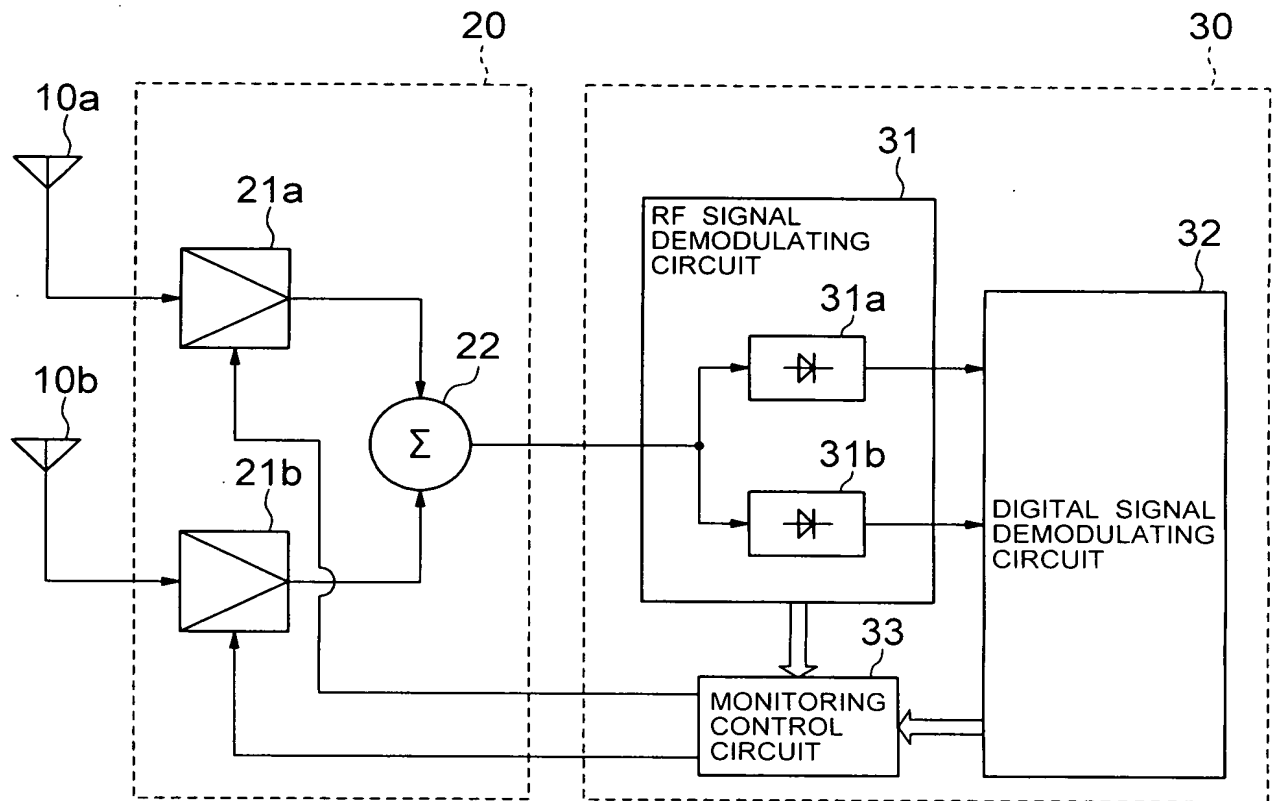 20
30
10a
21a
31
RF SIGNAL
DEMODULATING
CIRCUIT
32
31a
22
10b
21b
Σ
31b
DIGITAL SIGNAL
DEMODULATING
CIRCUIT
33
MONITORING
CONTROL
CIRCUIT